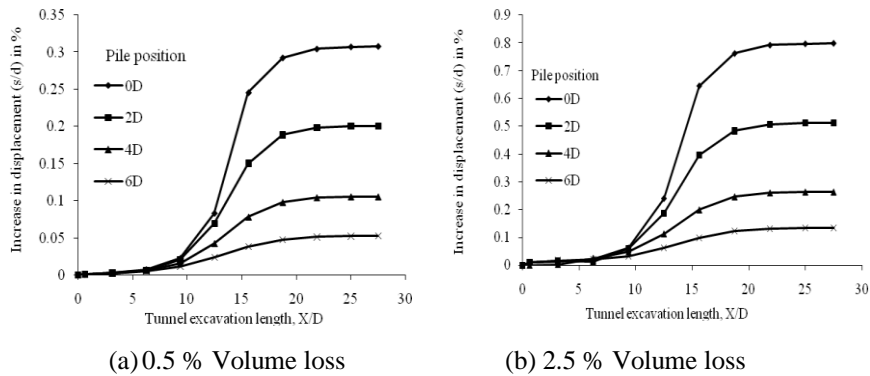 Increase in displacement (s/d) in %
0.35
0.3
0.25
0.2
0.15
0.1
0.05
0
Pile position
0D
2D
4D
6D
0 5 10 15 20 25 30
Tunnel excavation length, X/D
(a) 0.5 % Volume loss
Increase in displacement (s/d) in %
0.9
0.8
0.7
0.6
0.5
0.4
0.3
0.2
0.1
0
Pile position
0D
2D
4D
6D
0 5 10 15 20 25 30
Tunnel excavation length, X/D
(b) 2.5 % Volume loss